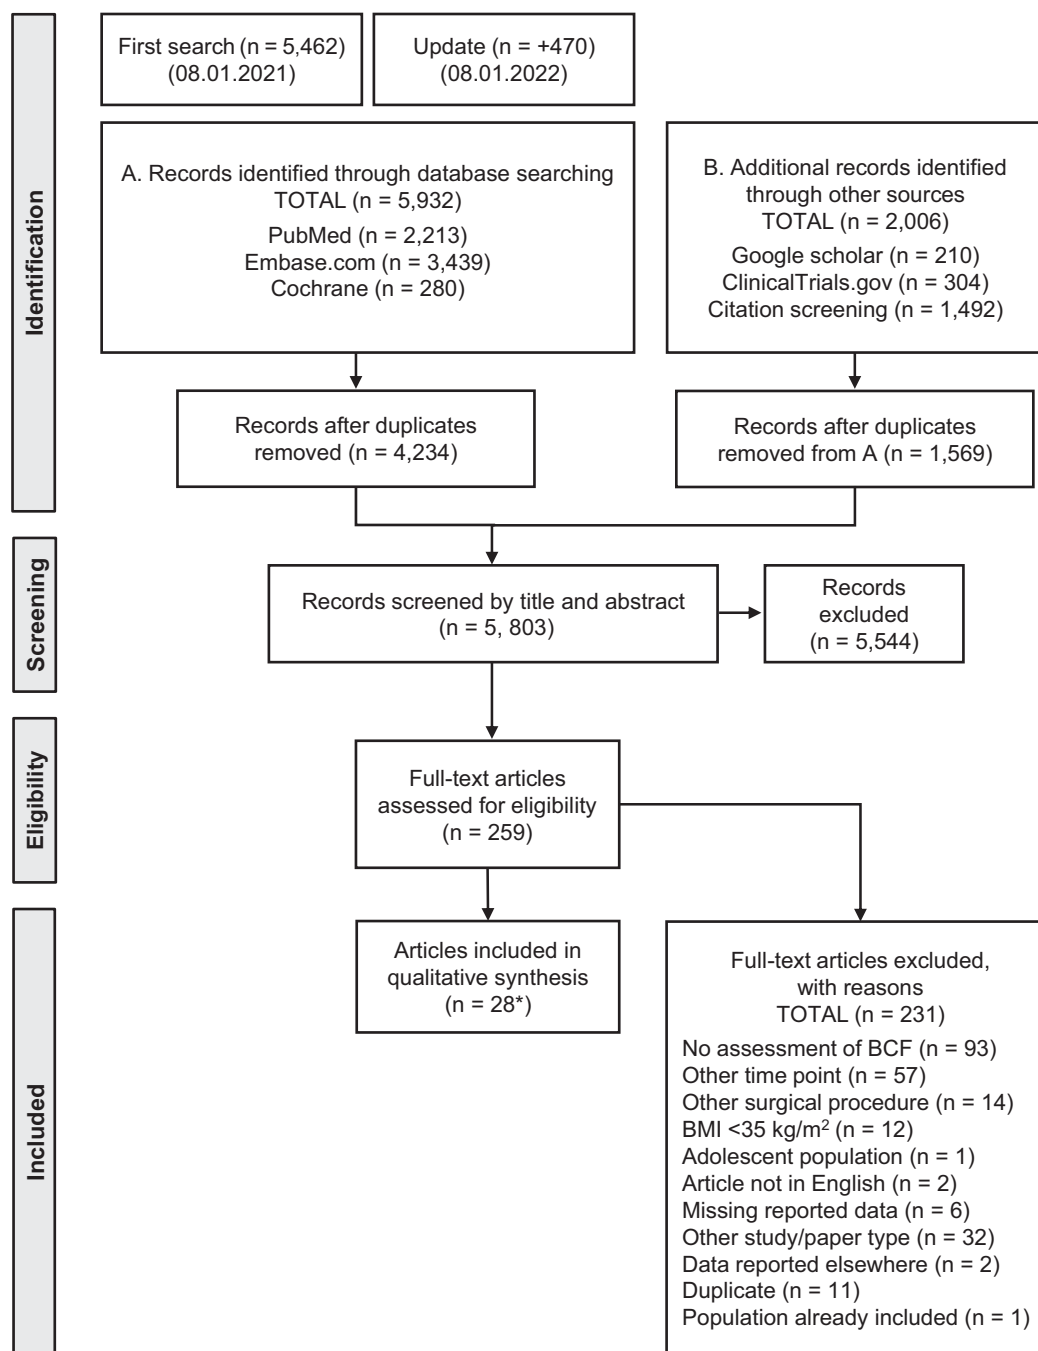 First search (n = 5,462)
(08.01.2021)
Update (n = +470)
(08.01.2022)
Identification
A. Records identified through database searching
TOTAL (n = 5,932)
PubMed (n = 2,213)
Embase.com (n = 3,439)
Cochrane (n = 280)
B. Additional records identified
through other sources
TOTAL (n = 2,006)
Google scholar (n = 210)
ClinicalTrials.gov (n = 304)
Citation screening (n = 1,492)
Records after duplicates
removed (n = 4,234)
Records after duplicates
removed from A (n = 1,569)
Screening
Records screened by title and abstract
(n = 5, 803)
Records
excluded
(n = 5,544)
Eligibility
Full-text articles
assessed for eligibility
(n = 259)
Included
Articles included in
qualitative synthesis
(n = 28*)
Full-text articles excluded,
with reasons
TOTAL (n = 231)
No assessment of BCF (n = 93)
Other time point (n = 57)
Other surgical procedure (n = 14)
BMI <35 kg/m² (n = 12)
Adolescent population (n = 1)
Article not in English (n = 2)
Missing reported data (n = 6)
Other study/paper type (n = 32)
Data reported elsewhere (n = 2)
Duplicate (n = 11)
Population already included (n = 1)